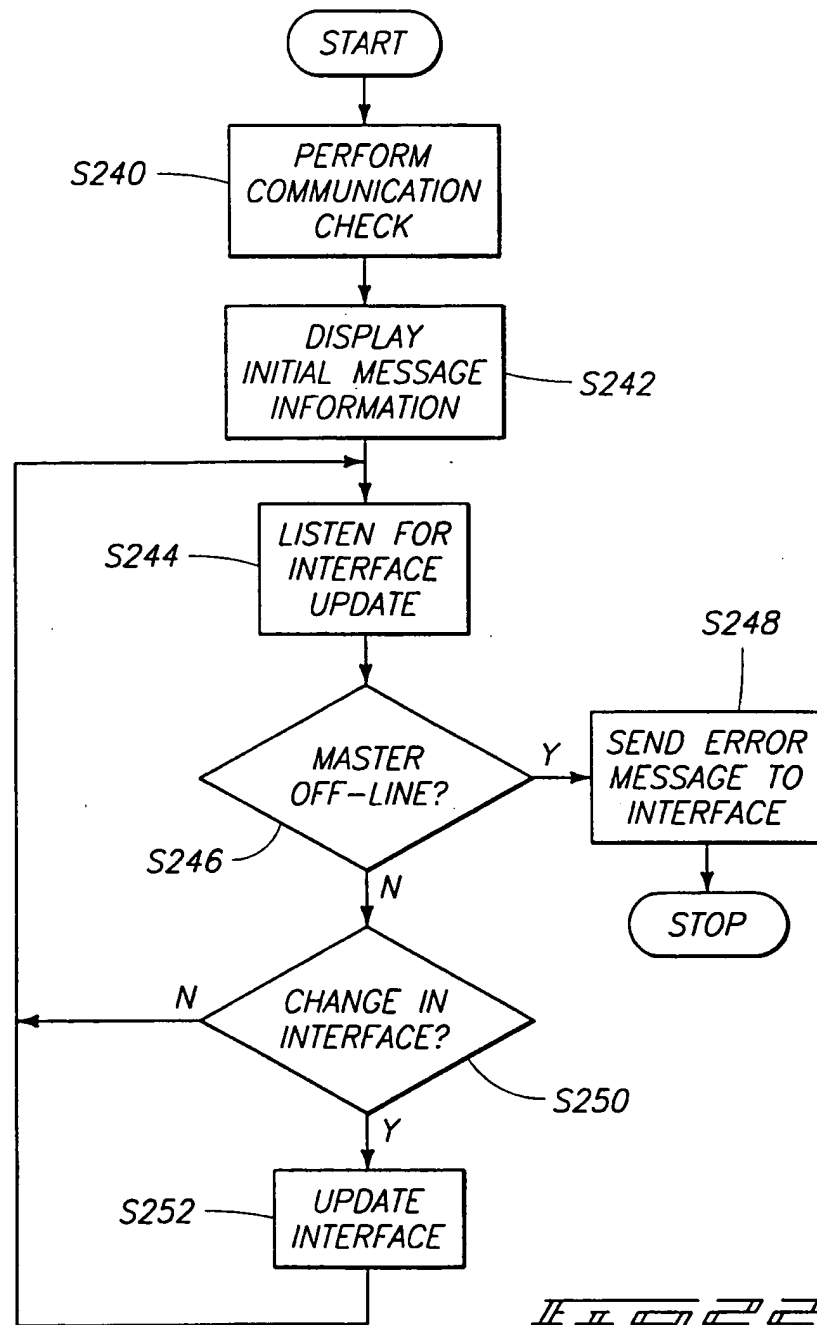 START
S240
PERFORM
COMMUNICATION
CHECK
DISPLAY
INITIAL MESSAGE
INFORMATION
S242
S244
LISTEN FOR
INTERFACE
UPDATE
S248
MASTER
OFF-LINE?
Y
SEND ERROR
MESSAGE TO
INTERFACE
S246
N
STOP
N
CHANGE IN
INTERFACE?
S250
Y
S252
UPDATE
INTERFACE